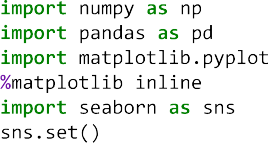 import numpy as np
import pandas as pd
import matplotlib.pyplot
%matplotlib inline
import seaborn as sns
sns.set()